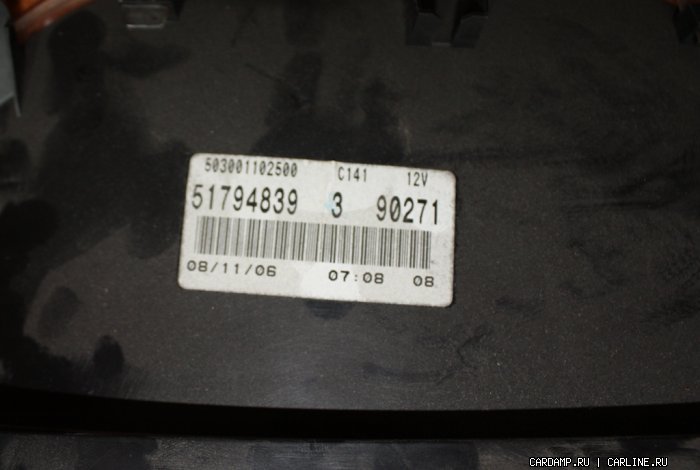 503001102500 C141 12V
51794839 3 90271
08/11/06 07:08 08
CARDAMP.RU | CARLINE.RU